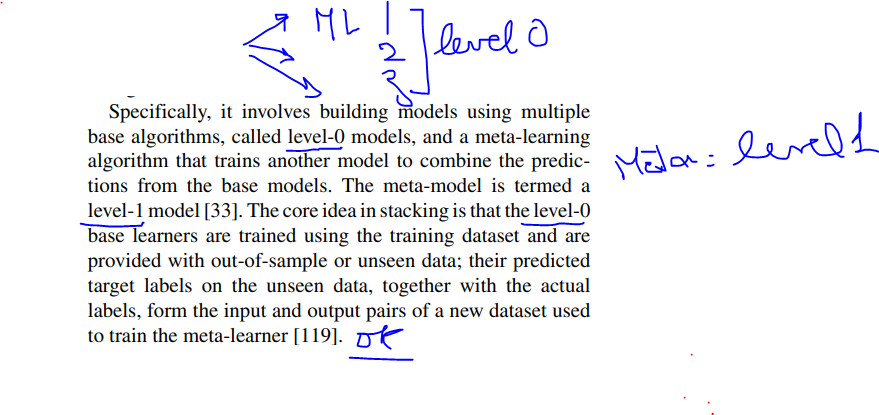 ML 1
2
3
level 0
Specifically, it involves building models using multiple
base algorithms, called level-0 models, and a meta-learning
algorithm that trains another model to combine the predic-
tions from the base models. The meta-model is termed a
level-1 model [33]. The core idea in stacking is that the level-0
base learners are trained using the training dataset and are
provided with out-of-sample or unseen data; their predicted
target labels on the unseen data, together with the actual
labels, form the input and output pairs of a new dataset used
to train the meta-learner [119]. OK
= level 1